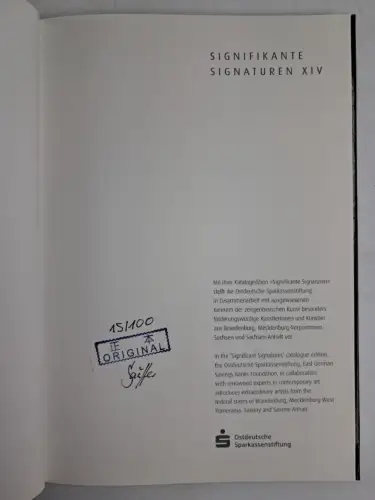 SIGNIFIKANTE
SIGNATUREN XIV
Mit ihrer Katalogedition »Signifikante Signaturen«
stellt die Ostdeutsche Sparkassenstiftung
in Zusammenarbeit mit ausgewiesenen
Kennern der zeitgenössischen Kunst besonders
förderungswürdige Künstlerinnen und Künstler
aus Brandenburg, Mecklenburg-Vorpommern,
Sachsen und Sachsen-Anhalt vor.
In the "Significant Signatures" catalogue edition,
the Ostdeutsche Sparkassenstiftung, East German
Savings Banks Foundation, in collaboration
with renowned experts in contemporary art
introduces extraordinary artists from the
federal states of Brandenburg, Mecklenburg-West
Pomerania, Saxony and Saxony-Anhalt.
15/100
正 本
ORIGINAL
Ostdeutsche
Sparkassenstiftung